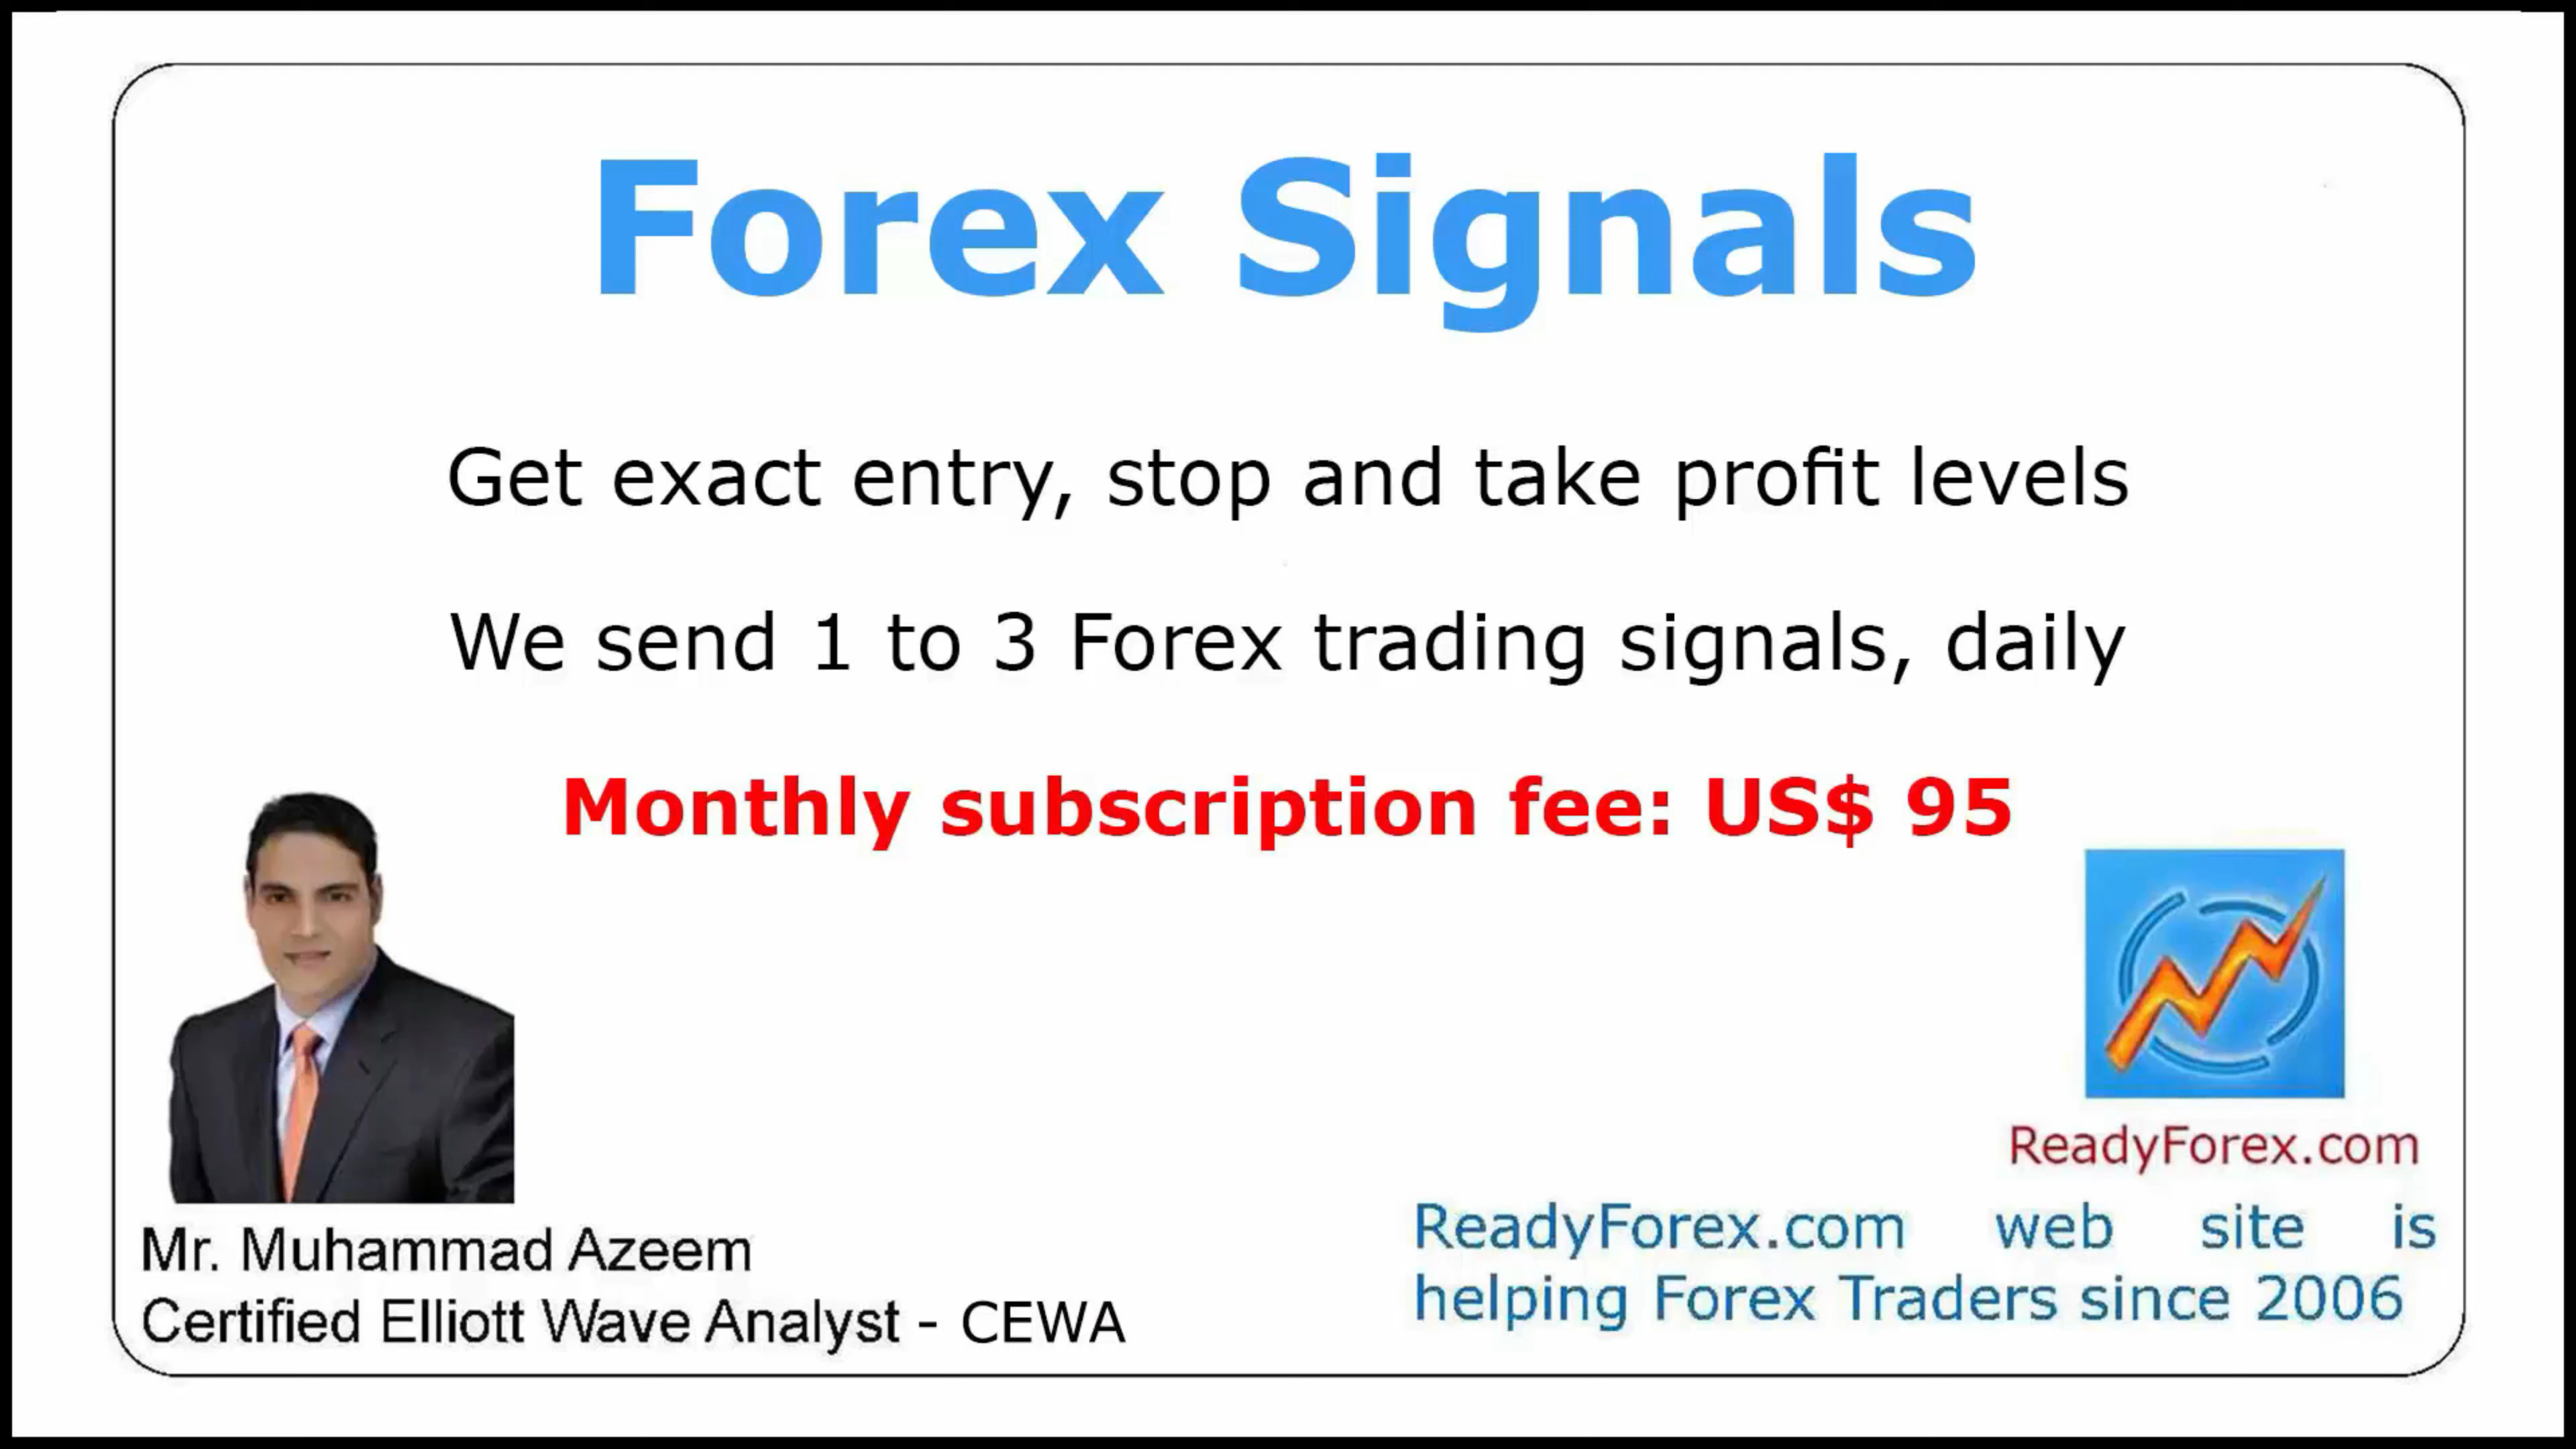 Forex Signals
Get exact entry, stop and take profit levels
We send 1 to 3 Forex trading signals, daily
Monthly subscription fee: US$ 95
ReadyForex.com
Mr. Muhammad Azeem
Certified Elliott Wave Analyst - CEWA
ReadyForex.com web site is
helping Forex Traders since 2006